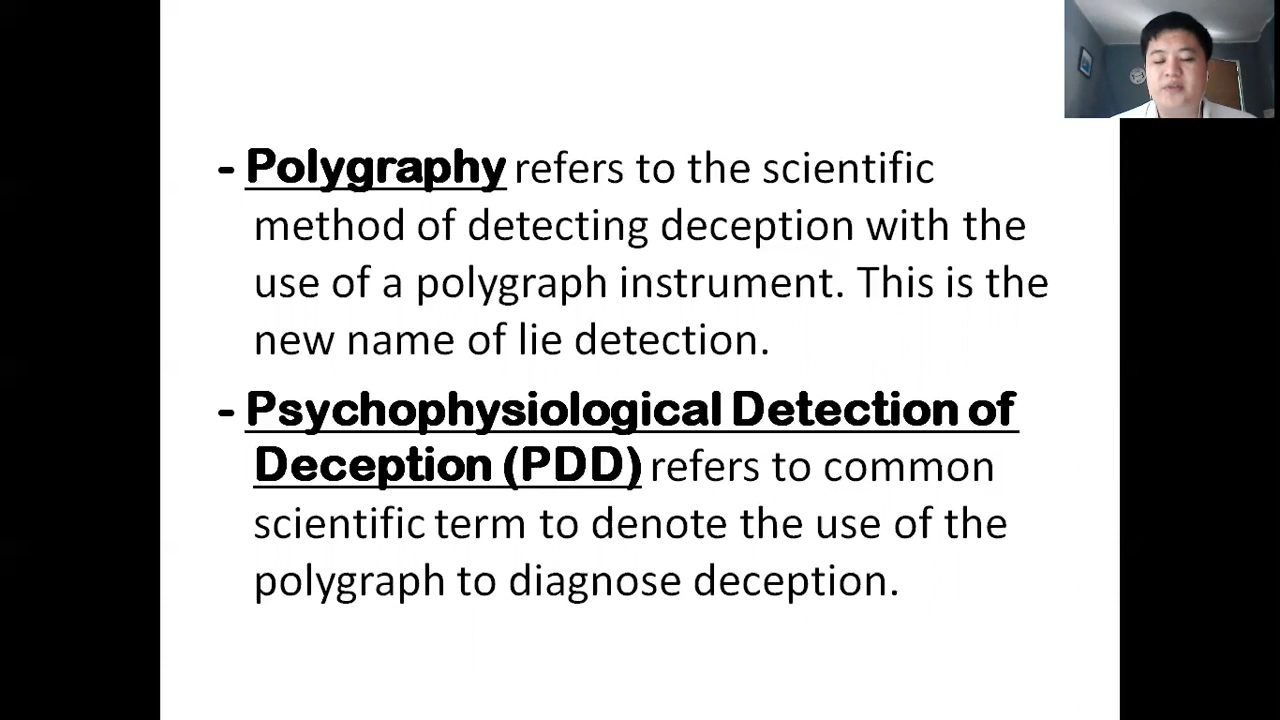 - Polygraphy refers to the scientific
method of detecting deception with the
use of a polygraph instrument. This is the
new name of lie detection.
- Psychophysiological Detection of
Deception (PDD) refers to common
scientific term to denote the use of the
polygraph to diagnose deception.